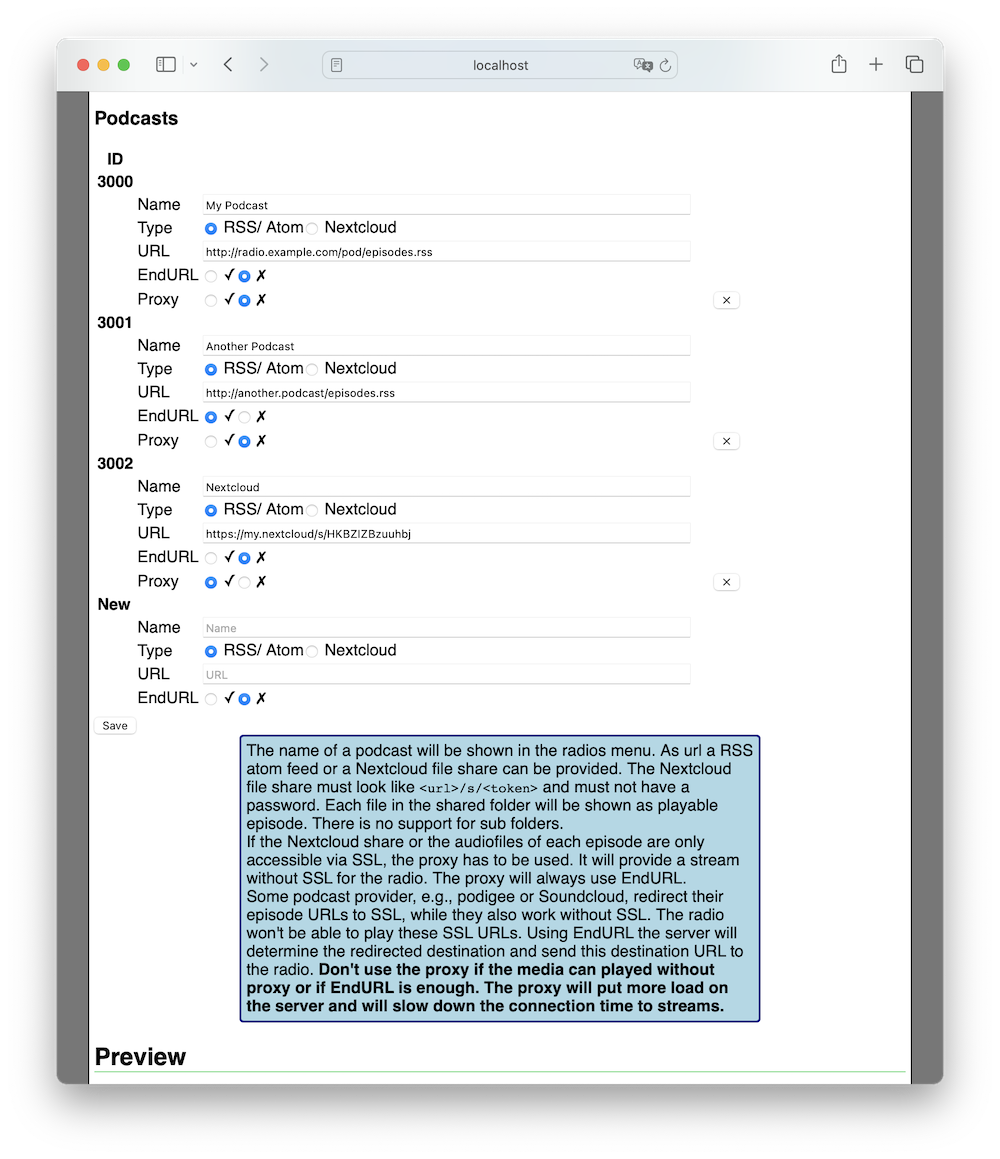 localhost
Podcasts
ID
3000
Name My Podcast
Type RSS/ Atom Nextcloud
URL http://radio.example.com/pod/episodes.rss
EndURL ✓ ✗
Proxy ✓ ✗ ×
3001
Name Another Podcast
Type RSS/ Atom Nextcloud
URL http://another.podcast/episodes.rss
EndURL ✓ ✗
Proxy ✓ ✗ ×
3002
Name Nextcloud
Type RSS/ Atom Nextcloud
URL https://my.nextcloud/s/HKBZIZBzuuhbj
EndURL ✓ ✗
Proxy ✓ ✗ ×
New
Name Name
Type RSS/ Atom Nextcloud
URL URL
EndURL ✓ ✗
Save
The name of a podcast will be shown in the radios menu. As url a RSS
atom feed or a Nextcloud file share can be provided. The Nextcloud
file share must look like <url>/s/<token> and must not have a
password. Each file in the shared folder will be shown as playable
episode. There is no support for sub folders.
If the Nextcloud share or the audiofiles of each episode are only
accessible via SSL, the proxy has to be used. It will provide a stream
without SSL for the radio. The proxy will always use EndURL.
Some podcast provider, e.g., podigee or Soundcloud, redirect their
episode URLs to SSL, while they also work without SSL. The radio
won't be able to play these SSL URLs. Using EndURL the server will
determine the redirected destination and send this destination URL to
the radio. Don't use the proxy if the media can played without
proxy or if EndURL is enough. The proxy will put more load on
the server and will slow down the connection time to streams.
Preview